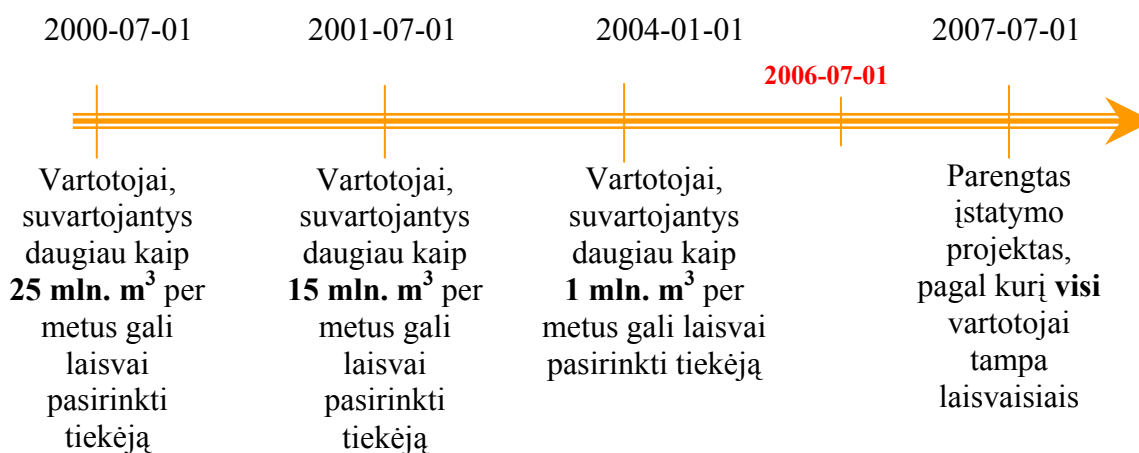 2000-07-01
2001-07-01
2004-01-01
2007-07-01
2006-07-01
Vartotojai,
suvartojantys
daugiau kaip
25 mln. m³ per
metus gali
laisvai
pasirinkti
tiekėją
Vartotojai,
suvartojantys
daugiau kaip
15 mln. m³ per
metus gali
laisvai
pasirinkti
tiekėją
Vartotojai,
suvartojantys
daugiau kaip
1 mln. m³ per
metus gali laisvai
pasirinkti tiekėją
Parengtas
įstatymo
projektas,
pagal kurį visi
vartotojai
tampa
laisvaisiais